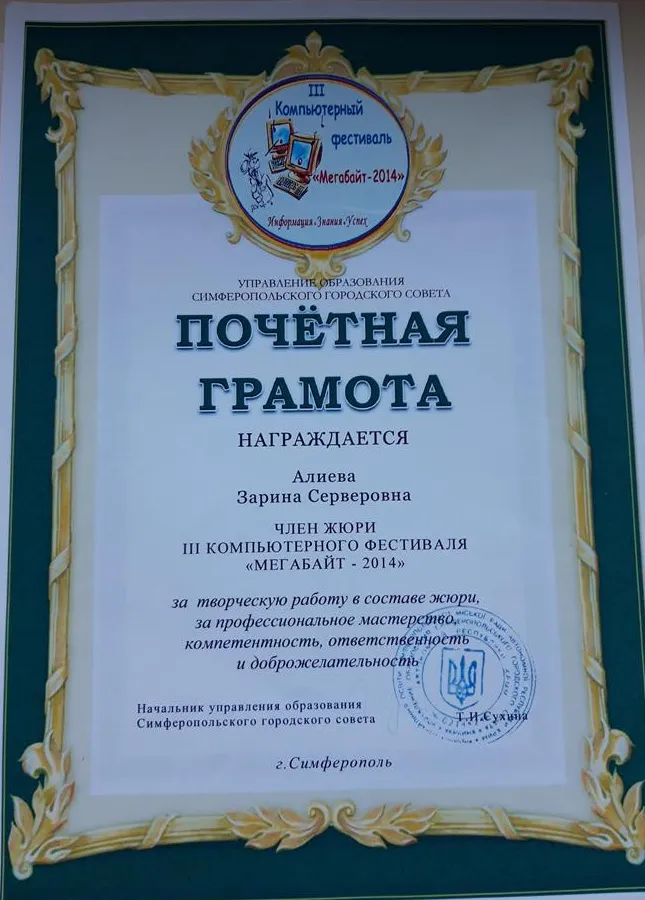 III
Компьютерный
фестиваль
«Мегабайт-2014»
Информация.Знания.Успех
УПРАВЛЕНИЕ ОБРАЗОВАНИЯ
СИМФЕРОПОЛЬСКОГО ГОРОДСКОГО СОВЕТА
ПОЧЁТНАЯ
ГРАМОТА
НАГРАЖДАЕТСЯ
Алиева
Зарина Серверовна
ЧЛЕН ЖЮРИ
III КОМПЬЮТЕРНОГО ФЕСТИВАЛЯ
«МЕГАБАЙТ - 2014»
за творческую работу в составе жюри,
за профессиональное мастерство,
компетентность, ответственность
и доброжелательность
Начальник управления образования
Симферопольского городского совета
Т.И.Сухина
г.Симферополь